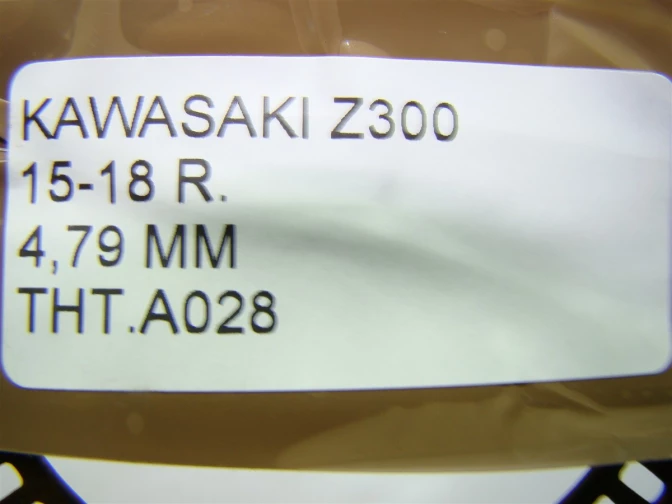 KAWASAKI Z300
15-18 R.
4,79 MM
THT.A028